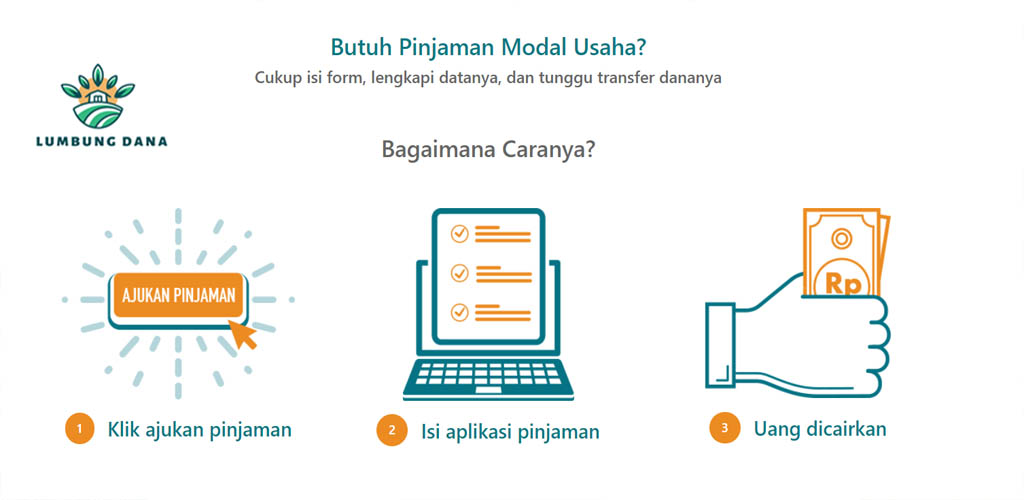 Butuh Pinjaman Modal Usaha?
Cukup isi form, lengkapi datanya, dan tunggu transfer dananya
LUMBUNG DANA
Bagaimana Caranya?
AJUKAN PINJAMAN
Rp
1 Klik ajukan pinjaman
2 Isi aplikasi pinjaman
3 Uang dicairkan